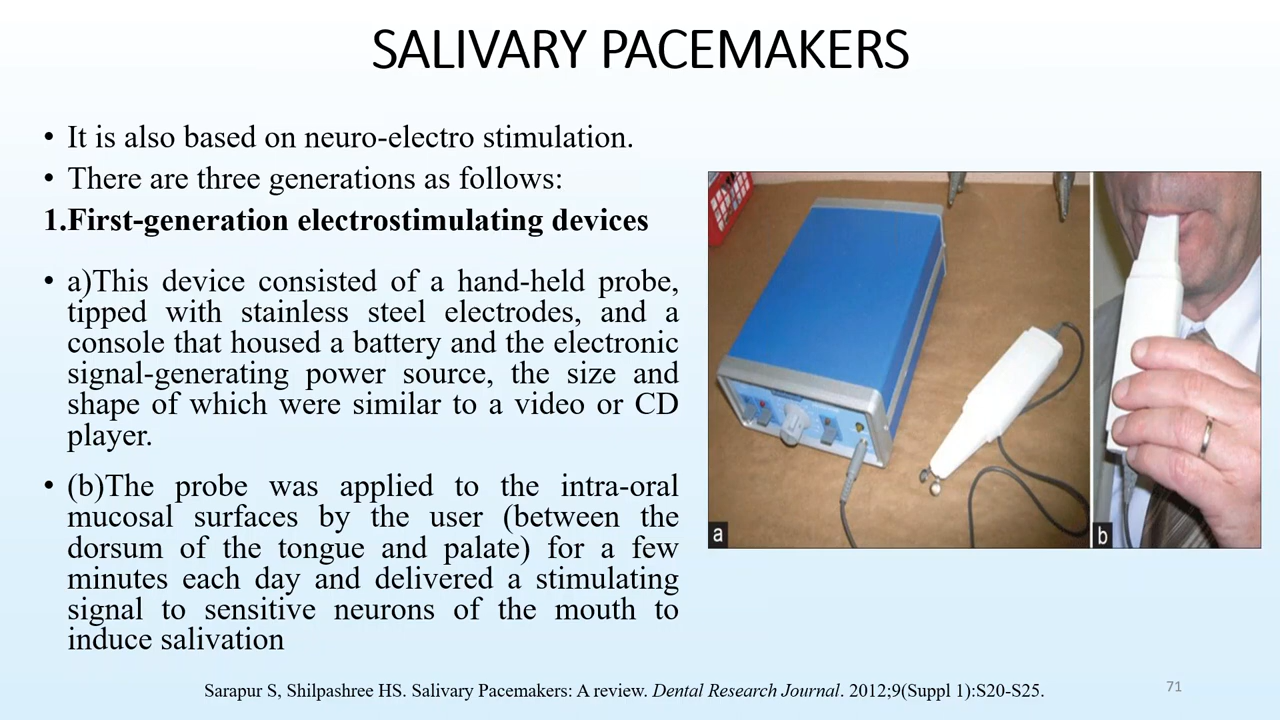 SALIVARY PACEMAKERS
• It is also based on neuro-electro stimulation.
• There are three generations as follows:
1.First-generation electrostimulating devices
• a)This device consisted of a hand-held probe,
tipped with stainless steel electrodes, and a
console that housed a battery and the electronic
signal-generating power source, the size and
shape of which were similar to a video or CD
player.
• (b)The probe was applied to the intra-oral
mucosal surfaces by the user (between the
dorsum of the tongue and palate) for a few
minutes each day and delivered a stimulating
signal to sensitive neurons of the mouth to
induce salivation
a
b
Sarapur S, Shilpashree HS. Salivary Pacemakers: A review. Dental Research Journal. 2012;9(Suppl 1):S20-S25.
71